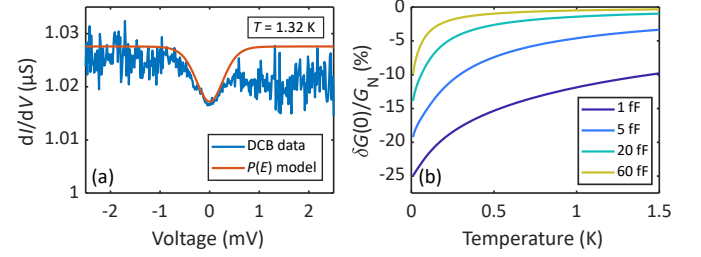 1.03
1.02
1.01
1
dI/dV (μS)
T = 1.32 K
DCB data
P(E) model
(a)
-2 -1 0 1 2
Voltage (mV)
0
-5
-10
-15
-20
-25
δG(0)/G_N (%)
1 fF
5 fF
20 fF
60 fF
(b)
0 0.5 1 1.5
Temperature (K)